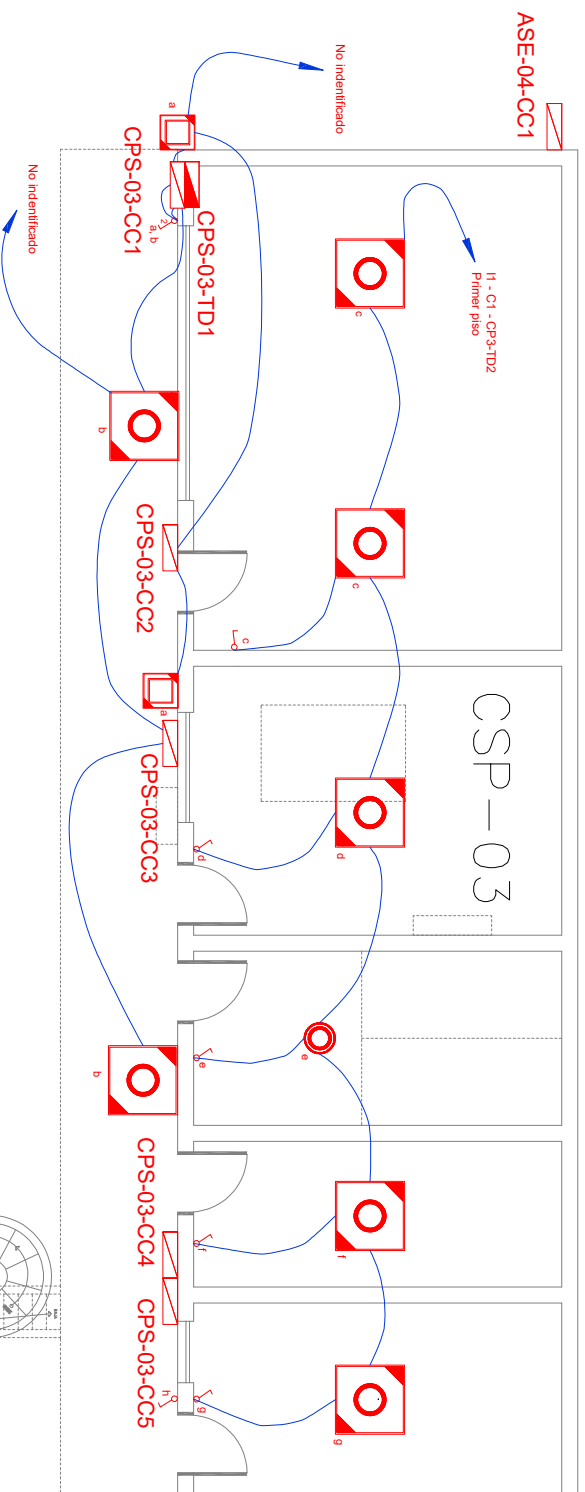 ASE-04-CC1
No indentificado
a
CPS-03-CC1
2
a, b
CPS-03-TD1
No indentificado
I1 - C1 - CP3-TD2
Primer piso
c
b
c
CPS-03-CC2
c
a
CSP-03
CPS-03-CC3
d
d
e
e
b
CPS-03-CC4
f
f
CPS-03-CC5
h
g
g